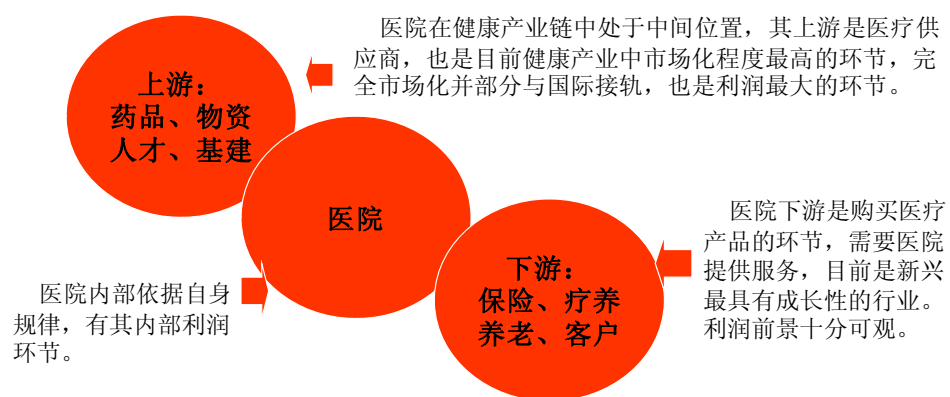 医院在健康产业链中处于中间位置，其上游是医疗供
应商，也是目前健康产业中市场化程度最高的环节，完
全市场化并部分与国际接轨，也是利润最大的环节。
上游：
药品、物资
人才、基建
医院
医院下游是购买医疗
产品的环节，需要医院
提供服务，目前是新兴
最具有成长性的行业。
利润前景十分可观。
下游：
保险、疗养
养老、客户
医院内部依据自身
规律，有其内部利润
环节。